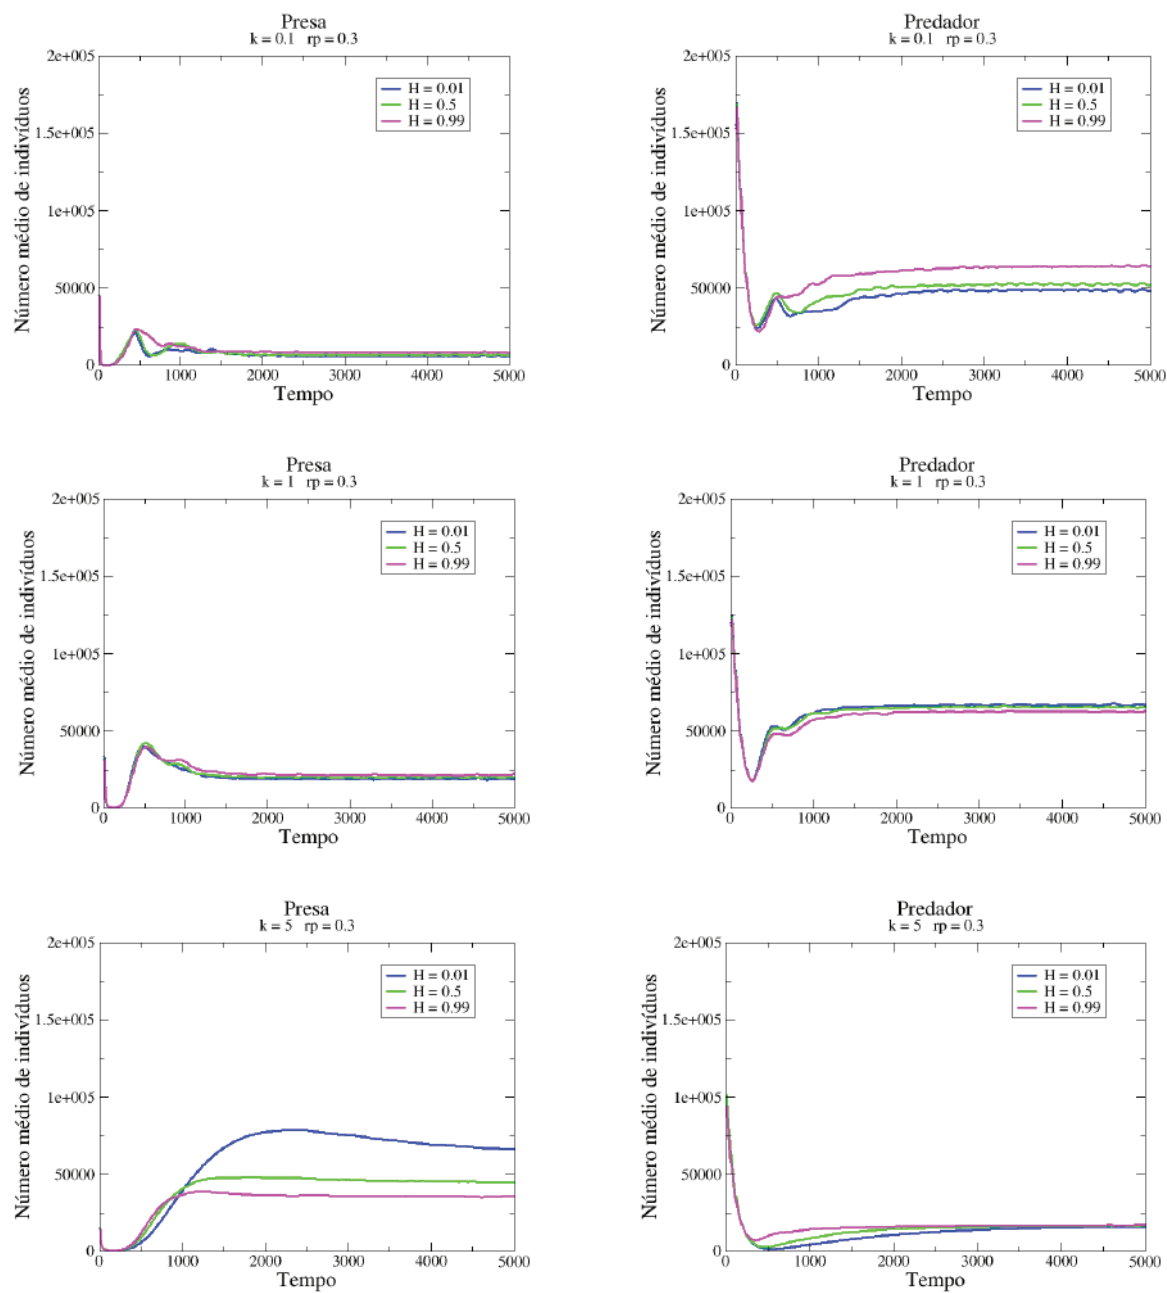 Presa
k = 0.1 rp = 0.3
2e+005
1.5e+005
1e+005
50000
0
Número médio de indivíduos
H = 0.01
H = 0.5
H = 0.99
0 1000 2000 3000 4000 5000
Tempo
Predador
k = 0.1 rp = 0.3
2e+005
1.5e+005
1e+005
50000
0
Número médio de indivíduos
H = 0.01
H = 0.5
H = 0.99
0 1000 2000 3000 4000 5000
Tempo
Presa
k = 1 rp = 0.3
2e+005
1.5e+005
1e+005
50000
0
Número médio de indivíduos
H = 0.01
H = 0.5
H = 0.99
0 1000 2000 3000 4000 5000
Tempo
Predador
k = 1 rp = 0.3
2e+005
1.5e+005
1e+005
50000
0
Número médio de indivíduos
H = 0.01
H = 0.5
H = 0.99
0 1000 2000 3000 4000 5000
Tempo
Presa
k = 5 rp = 0.3
2e+005
1.5e+005
1e+005
50000
0
Número médio de indivíduos
H = 0.01
H = 0.5
H = 0.99
0 1000 2000 3000 4000 5000
Tempo
Predador
k = 5 rp = 0.3
2e+005
1.5e+005
1e+005
50000
0
Número médio de indivíduos
H = 0.01
H = 0.5
H = 0.99
0 1000 2000 3000 4000 5000
Tempo